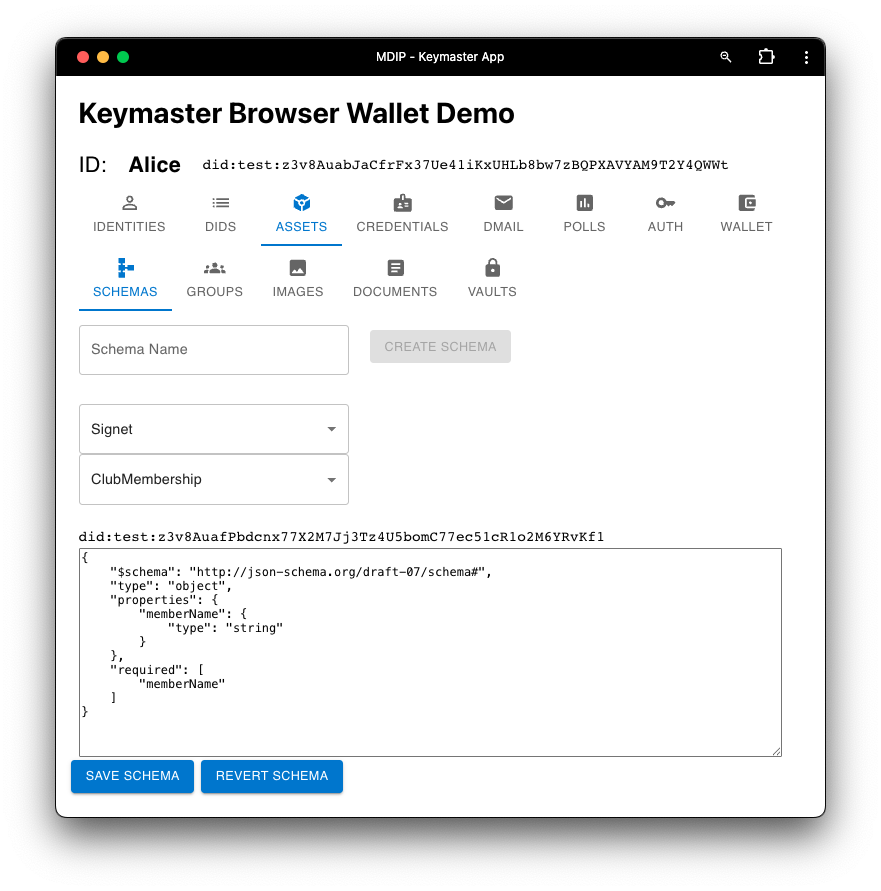 MDIP - Keymaster App
Keymaster Browser Wallet Demo
ID: Alice did:test:z3v8AuabJaCfrFx37Ue41iKxUHLb8bw7zBQPXAVYAM9T2Y4QWWt
IDENTITIES DIDS ASSETS CREDENTIALS DMAIL POLLS AUTH WALLET
SCHEMAS GROUPS IMAGES DOCUMENTS VAULTS
Schema Name CREATE SCHEMA
Signet
ClubMembership
did:test:z3v8AuafPbdcnx77X2M7Jj3Tz4U5bomC77ec51cR1o2M6YRvKf1
{
    "$schema": "http://json-schema.org/draft-07/schema#",
    "type": "object",
    "properties": {
        "memberName": {
            "type": "string"
        }
    },
    "required": [
        "memberName"
    ]
}
SAVE SCHEMA REVERT SCHEMA